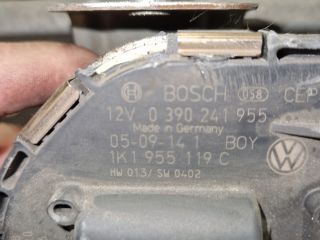 BOSCH 058 CEP
12V 0 390 241 955
Made in Germany
05-09-14 1 BOY
1K1 955 119 C
HW 013/ SW 0402